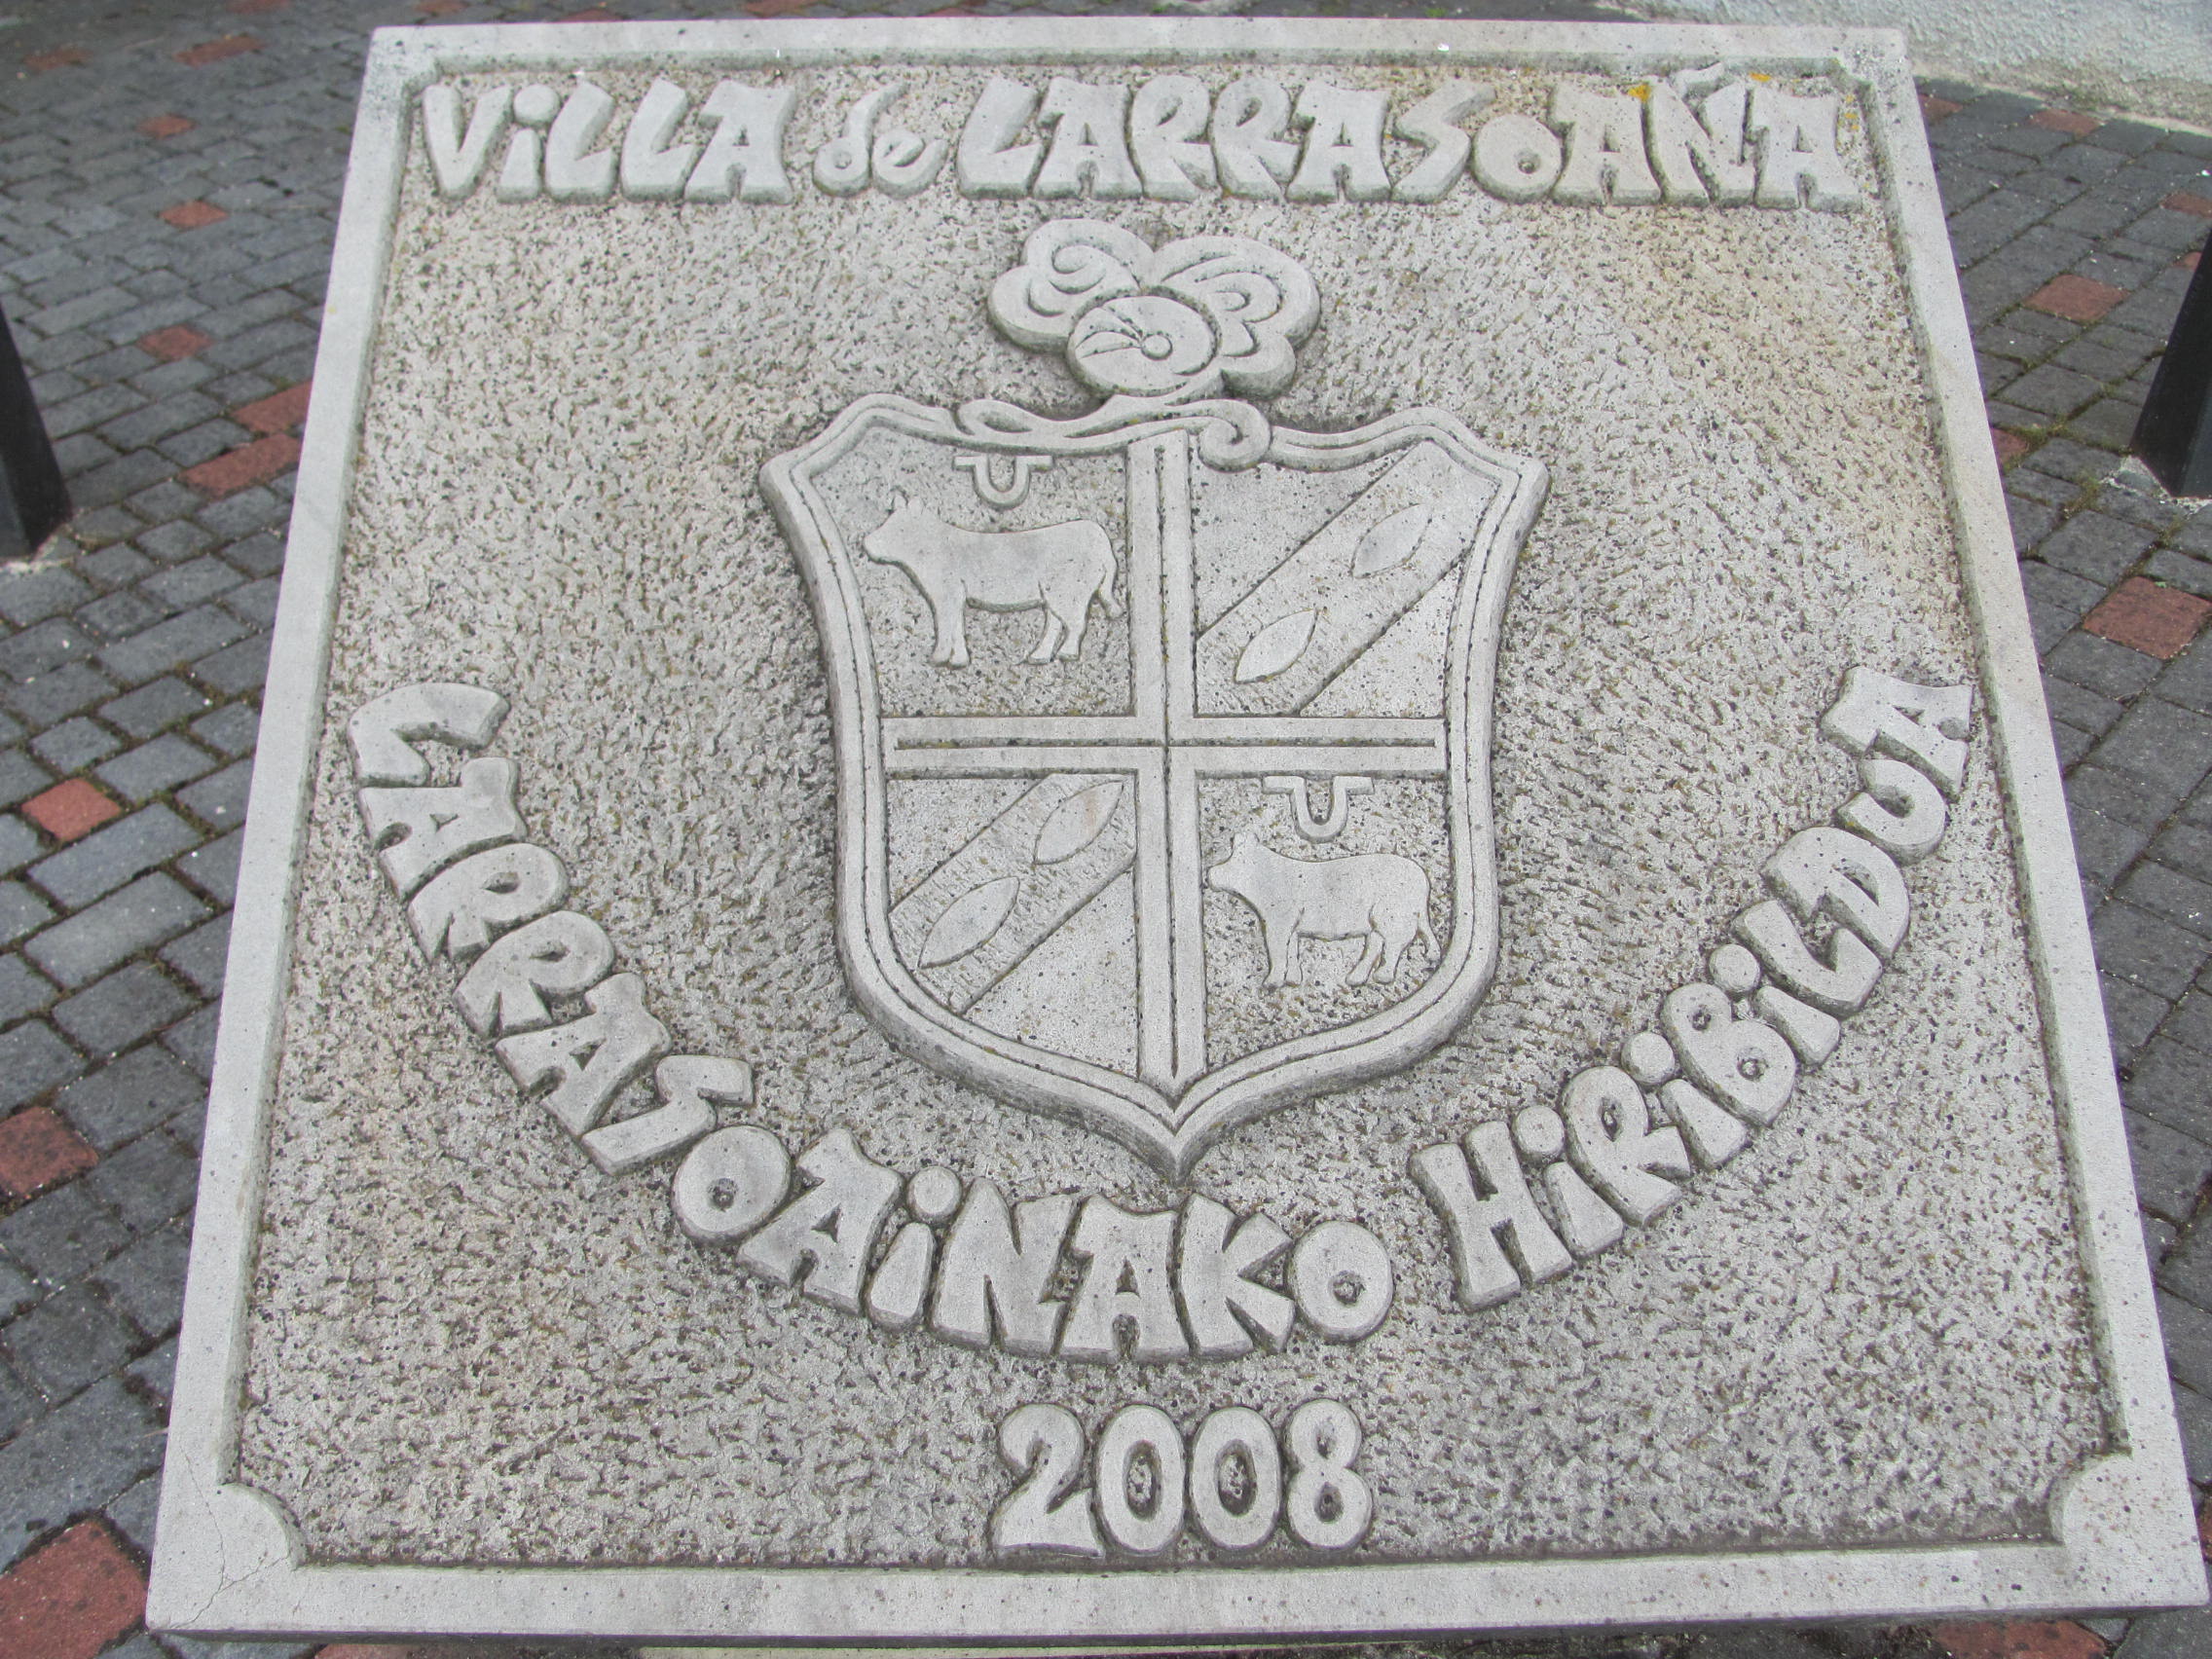 ViLLA de LARRASOAÑA
LARRASOAiNAKO HiRiBiLDUA
2008